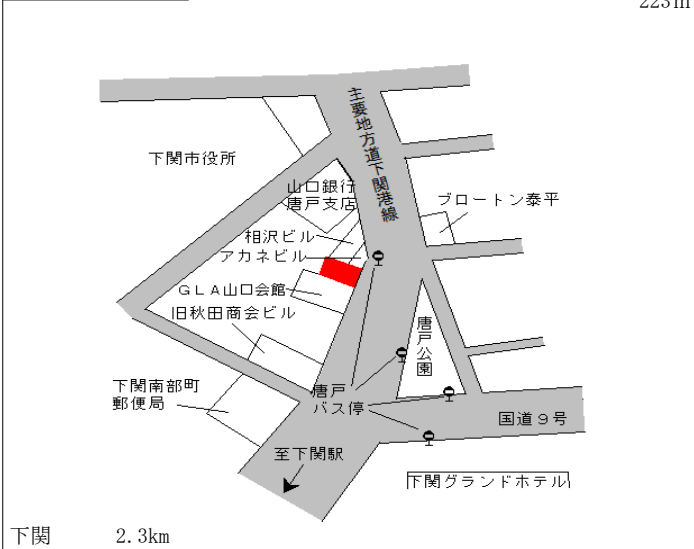 223m
主要地方道下関港線
下関市役所
山口銀行
唐戸支店
ブロートン泰平
相沢ビル
アカネビル
GLA山口会館
旧秋田商会ビル
唐戸公園
下関南部町
郵便局
唐戸
バス停
国道9号
至下関駅
下関グランドホテル
下関 2.3km